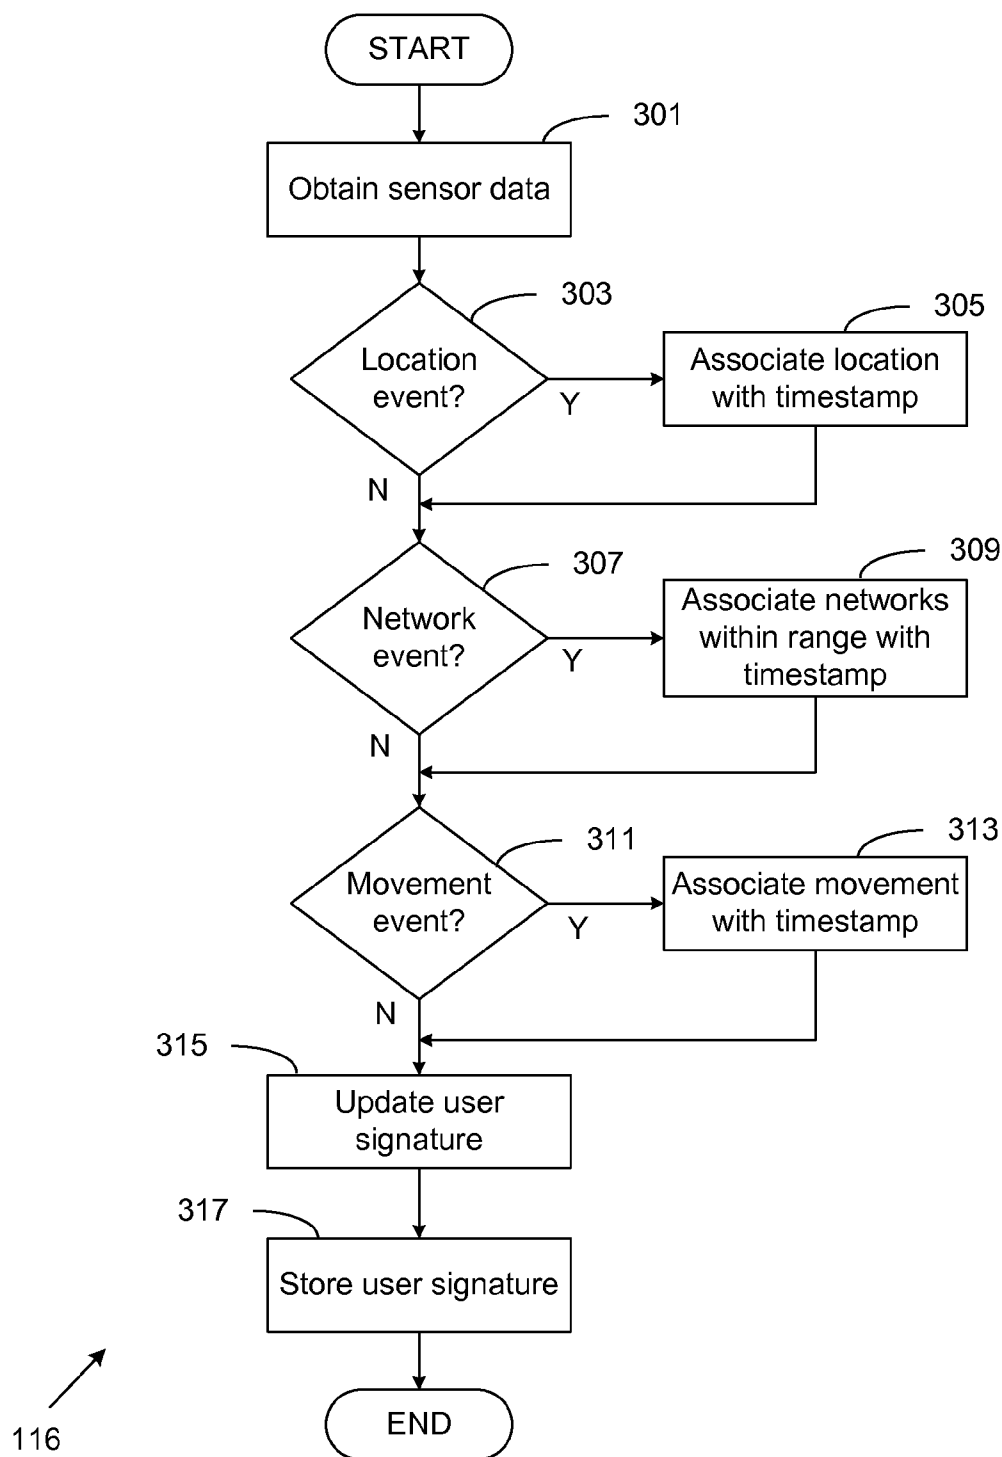 START
301
Obtain sensor data
303
Location
event?
Y
N
305
Associate location
with timestamp
307
Network
event?
Y
N
309
Associate networks
within range with
timestamp
311
Movement
event?
Y
N
313
Associate movement
with timestamp
315
Update user
signature
317
Store user signature
END
116